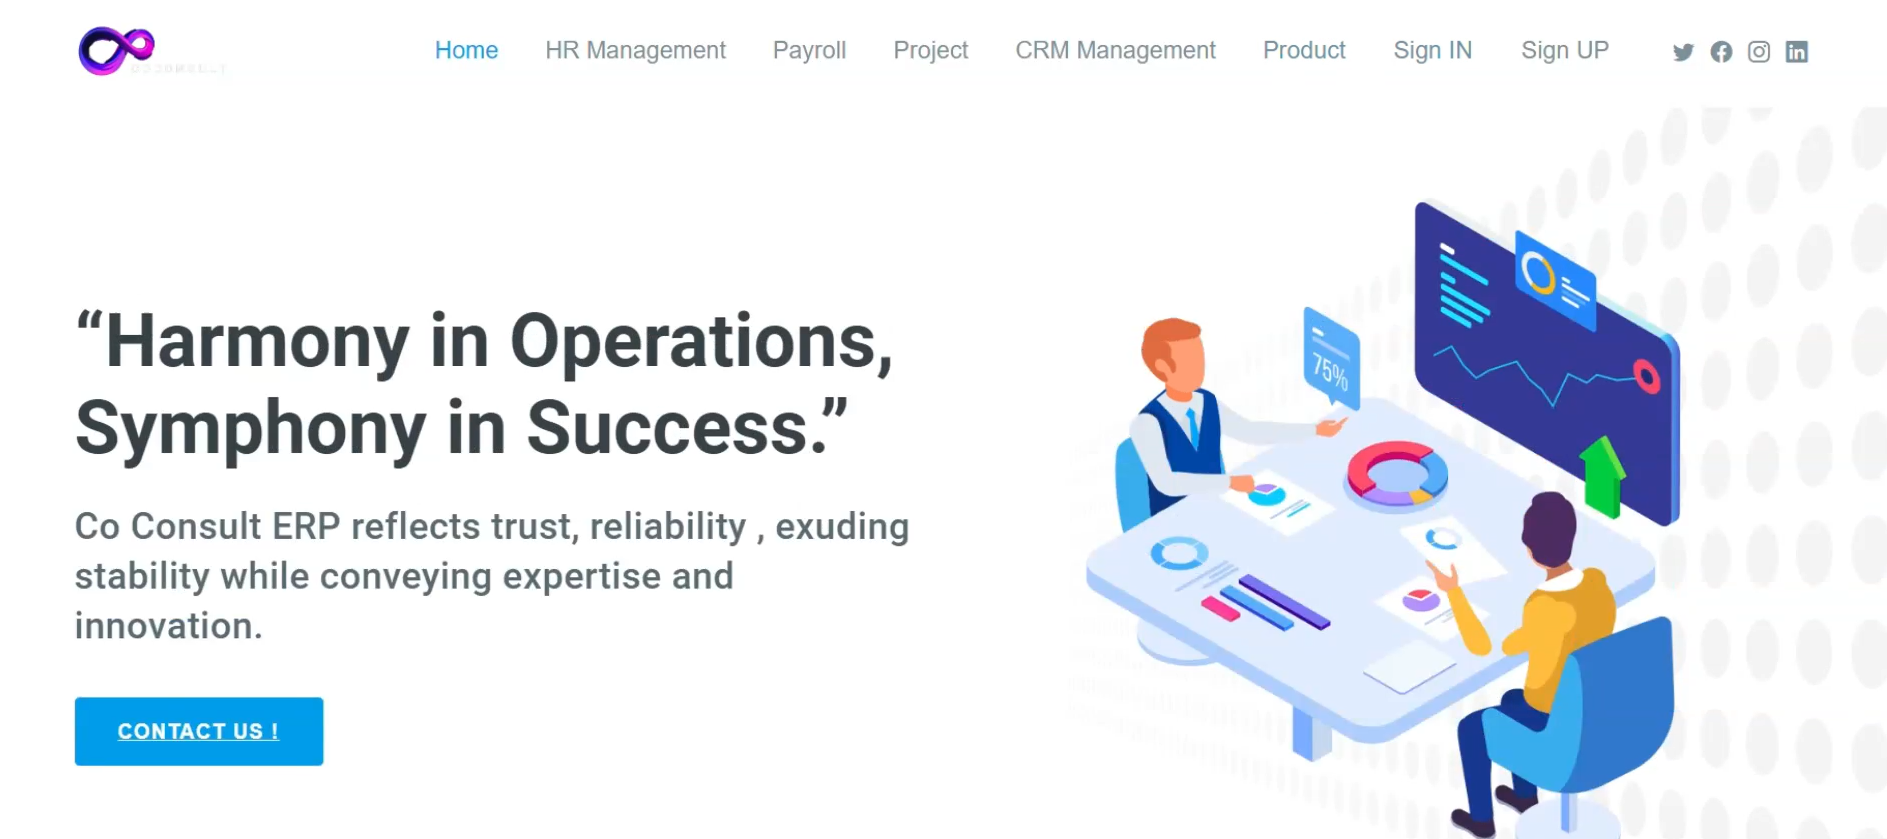 Home HR Management Payroll Project CRM Management Product Sign IN Sign UP
“Harmony in Operations,
Symphony in Success.”
Co Consult ERP reflects trust, reliability , exuding
stability while conveying expertise and
innovation.
CONTACT US !
75%